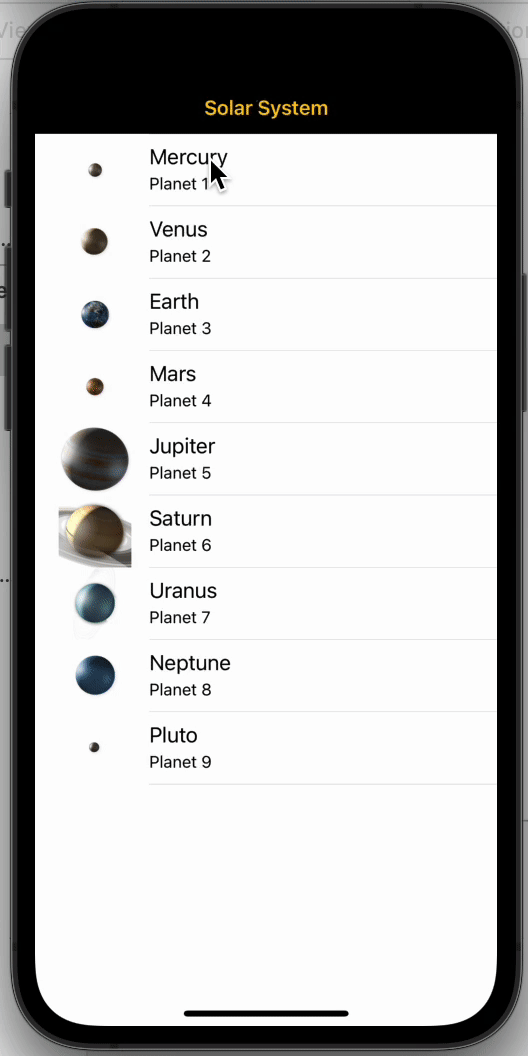 Solar System
Mercury
Planet 1
Venus
Planet 2
Earth
Planet 3
Mars
Planet 4
Jupiter
Planet 5
Saturn
Planet 6
Uranus
Planet 7
Neptune
Planet 8
Pluto
Planet 9